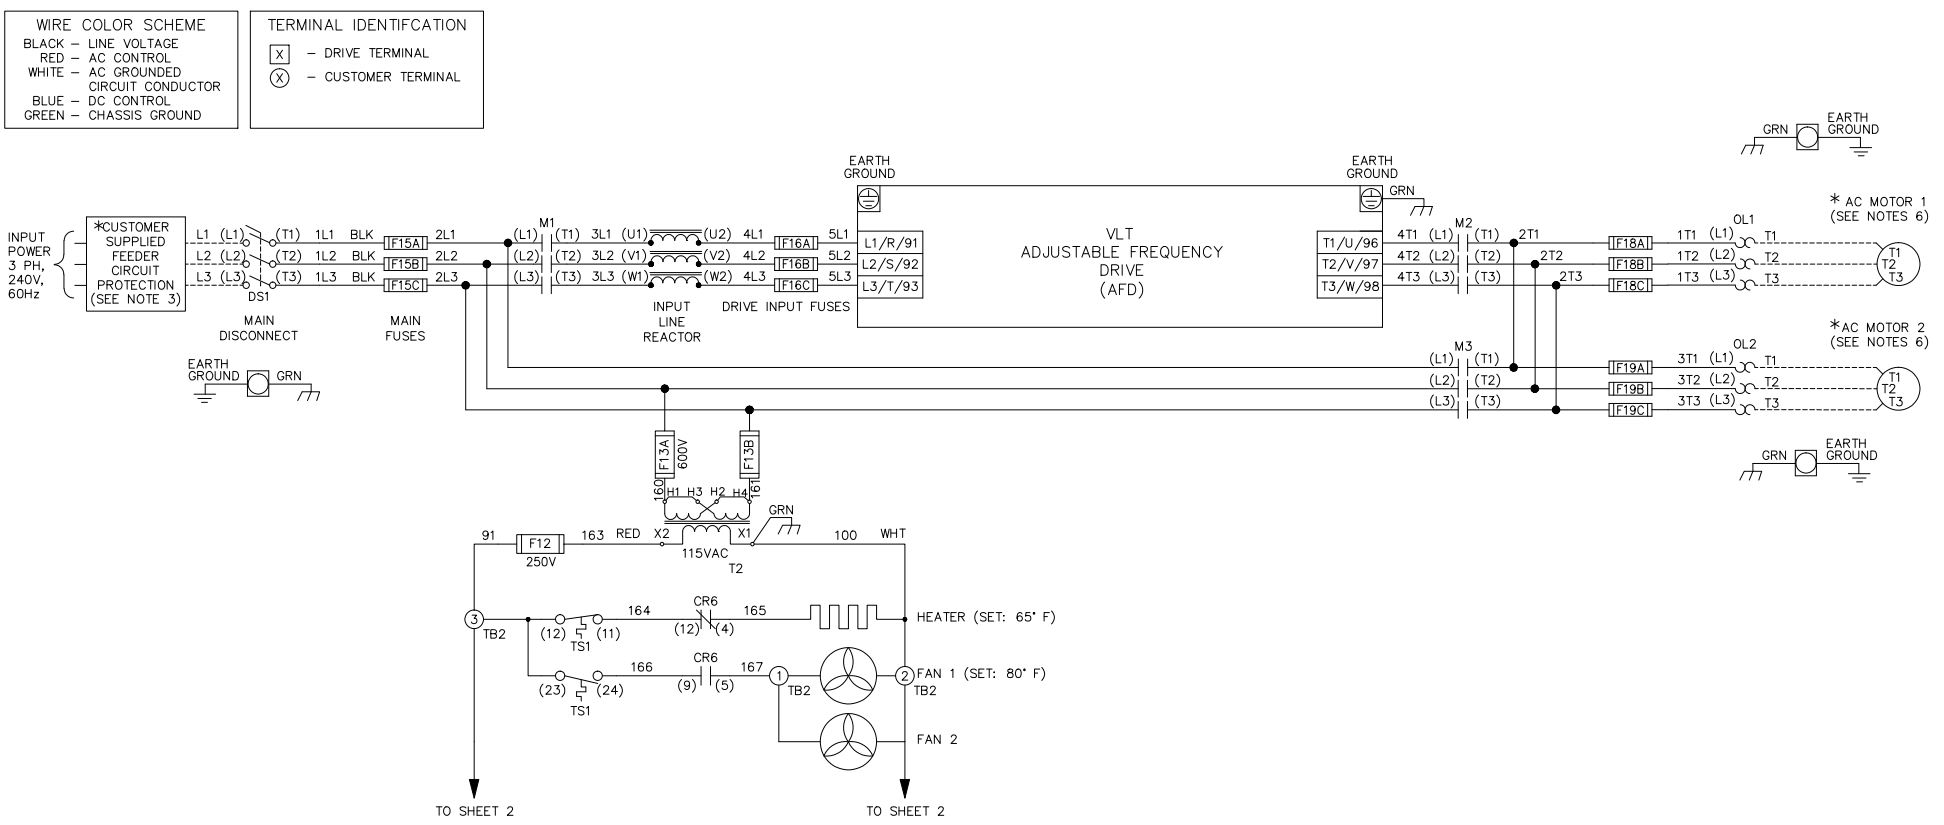 WIRE COLOR SCHEME
BLACK – LINE VOLTAGE
RED – AC CONTROL
WHITE – AC GROUNDED
CIRCUIT CONDUCTOR
BLUE – DC CONTROL
GREEN – CHASSIS GROUND
TERMINAL IDENTIFCATION
X – DRIVE TERMINAL
X – CUSTOMER TERMINAL
INPUT
POWER
3 PH,
240V,
60Hz
*CUSTOMER
SUPPLIED
FEEDER
CIRCUIT
PROTECTION
(SEE NOTE 3)
L1 (L1) (T1) 1L1 BLK F15A 2L1 (L1) M1 (T1) 3L1 (U1) (U2) 4L1 F16A 5L1
L2 (L2) 1L2 BLK F15B 2L2 (L2) (T2) 3L2 (V1) (V2) 4L2 F16B 5L2
L3 (L3) (T3) 1L3 BLK F15C 2L3 (L3) (T3) 3L3 (W1) (W2) 4L3 F16C 5L3
DS1
MAIN
DISCONNECT
MAIN
FUSES
INPUT
LINE
REACTOR
DRIVE INPUT FUSES
EARTH
GROUND
GRN
EARTH
GROUND
L1/R/91
L2/S/92
L3/T/93
VLT
ADJUSTABLE FREQUENCY
DRIVE
(AFD)
EARTH
GROUND
GRN
T1/U/96
T2/V/97
T3/W/98
4T1 (L1) M2 (T1) 2T1 F18A 1T1 (L1) OL1 T1
4T2 (L2) (T2) 2T2 F18B 1T2 (L2) T2
4T3 (L3) (T3) 2T3 F18C 1T3 (L3) T3
GRN
EARTH
GROUND
* AC MOTOR 1
(SEE NOTES 6)
T1
T2
T3
M3
(L1) (T1) F19A 3T1 (L1) OL2 T1
(L2) (T2) F19B 3T2 (L2) T2
(L3) (T3) F19C 3T3 (L3) T3
*AC MOTOR 2
(SEE NOTES 6)
T1
T2
T3
GRN
EARTH
GROUND
F13A
600V
F13B
160
H1 H3 H2 H4
161
GRN
91 F12 163 RED X2 X1 100 WHT
250V
115VAC
T2
3
TB2
(12) (11)
TS1
164
CR6
(12) (4)
165
HEATER (SET: 65° F)
(23) (24)
TS1
166
CR6
(9) (5)
167
1
TB2
2
TB2
FAN 1 (SET: 80° F)
FAN 2
TO SHEET 2
TO SHEET 2